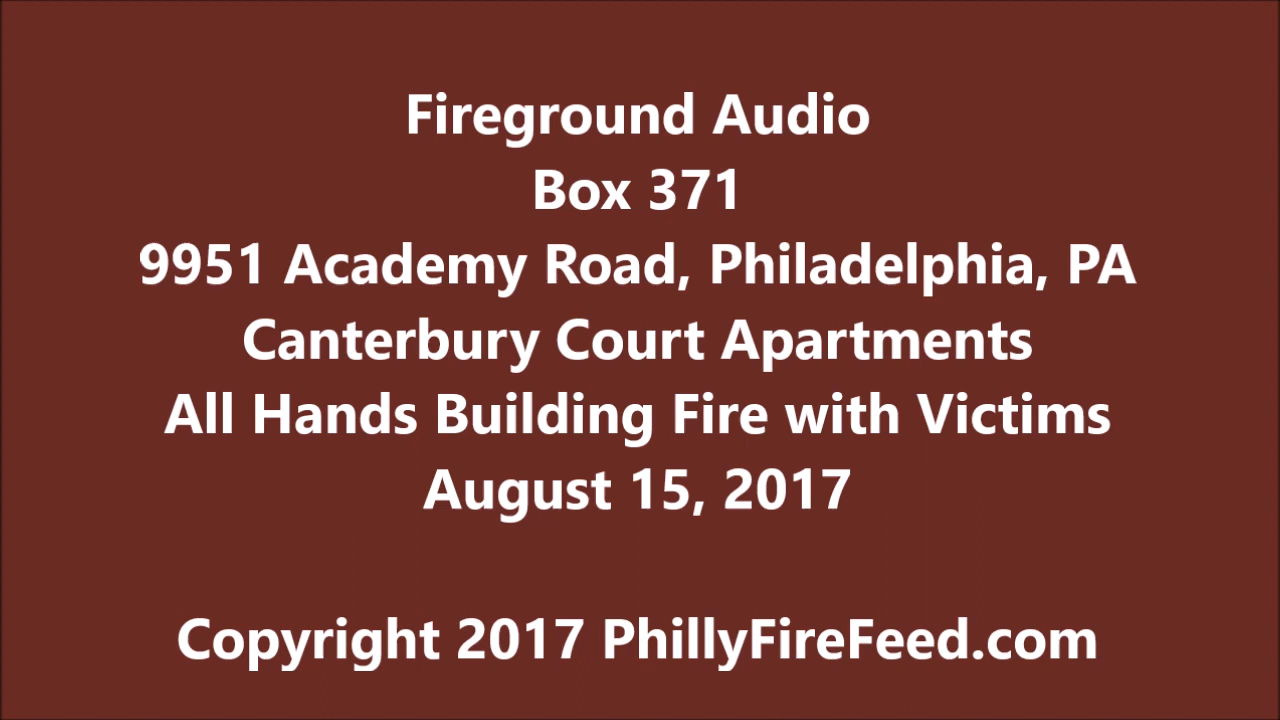 Fireground Audio
Box 371
9951 Academy Road, Philadelphia, PA
Canterbury Court Apartments
All Hands Building Fire with Victims
August 15, 2017
Copyright 2017 PhillyFireFeed.com